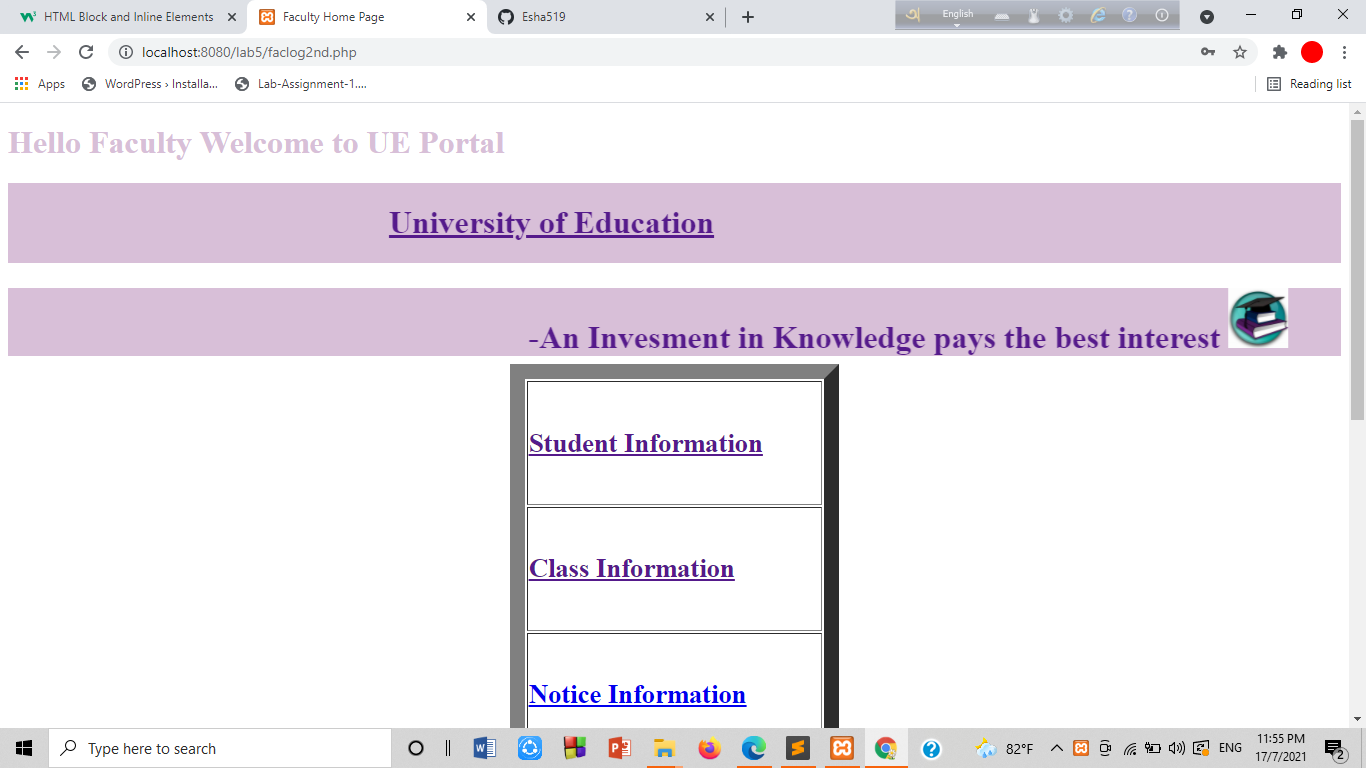 HTML Block and Inline Elements
Faculty Home Page
Esha519
English
localhost:8080/lab5/faclog2nd.php
Apps
WordPress › Installa...
Lab-Assignment-1....
Reading list
Hello Faculty Welcome to UE Portal
University of Education
-An Invesment in Knowledge pays the best interest
Student Information
Class Information
Notice Information
Type here to search
82°F
ENG
11:55 PM
17/7/2021
2